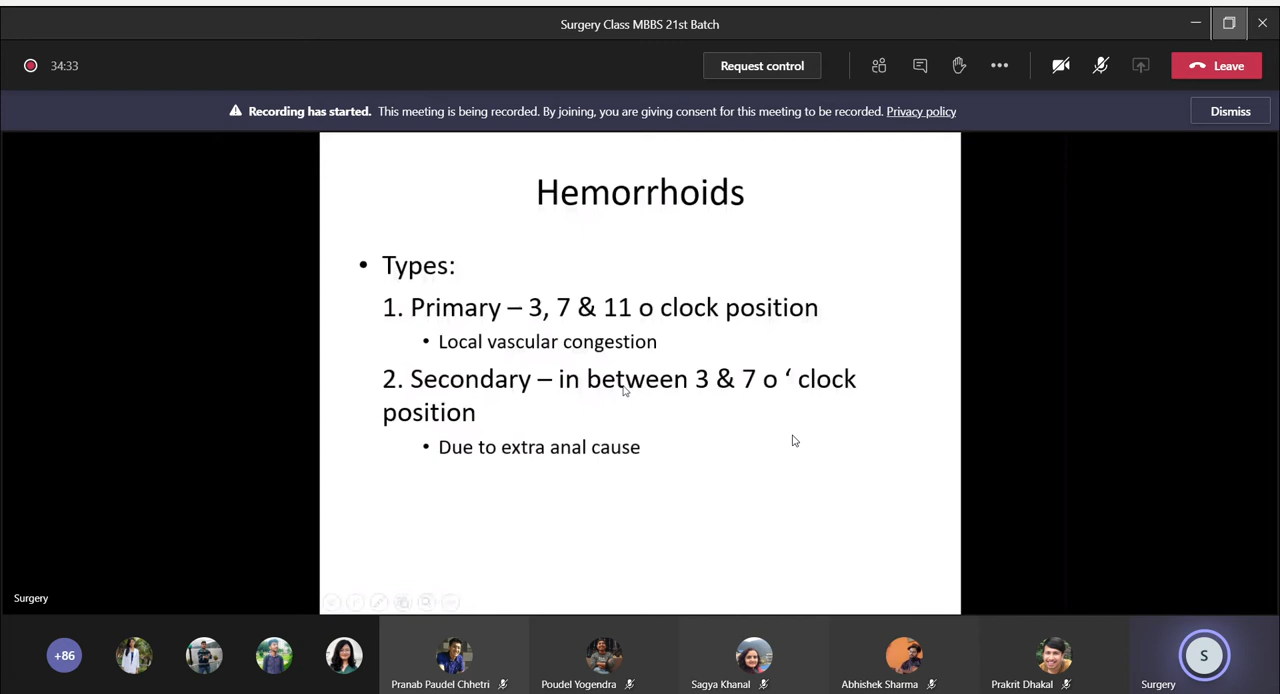 Surgery Class MBBS 21st Batch
34:33
Request control
Leave
Recording has started. This meeting is being recorded. By joining, you are giving consent for this meeting to be recorded. Privacy policy
Dismiss
Hemorrhoids
• Types:
1. Primary – 3, 7 & 11 o clock position
• Local vascular congestion
2. Secondary – in between 3 & 7 o ‘ clock
position
• Due to extra anal cause
Surgery
+86
Pranab Paudel Chhetri
Poudel Yogendra
Sagya Khanal
Abhishek Sharma
Prakrit Dhakal
S
Surgery